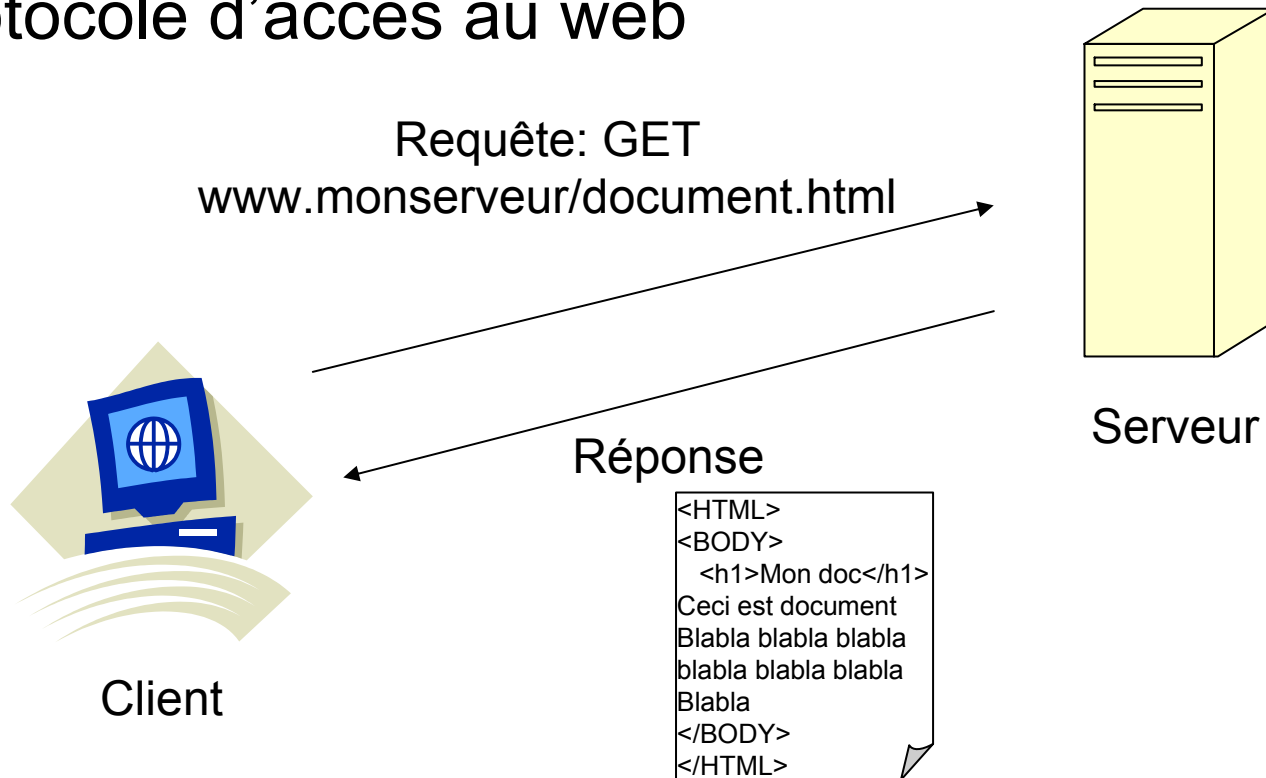 tocole d'accès au web
Requête: GET
www.monserveur/document.html
Serveur
Réponse
<HTML>
<BODY>
<h1>Mon doc</h1>
Ceci est document
Blabla blabla blabla
blabla blabla blabla
Blabla
</BODY>
</HTML>
Client